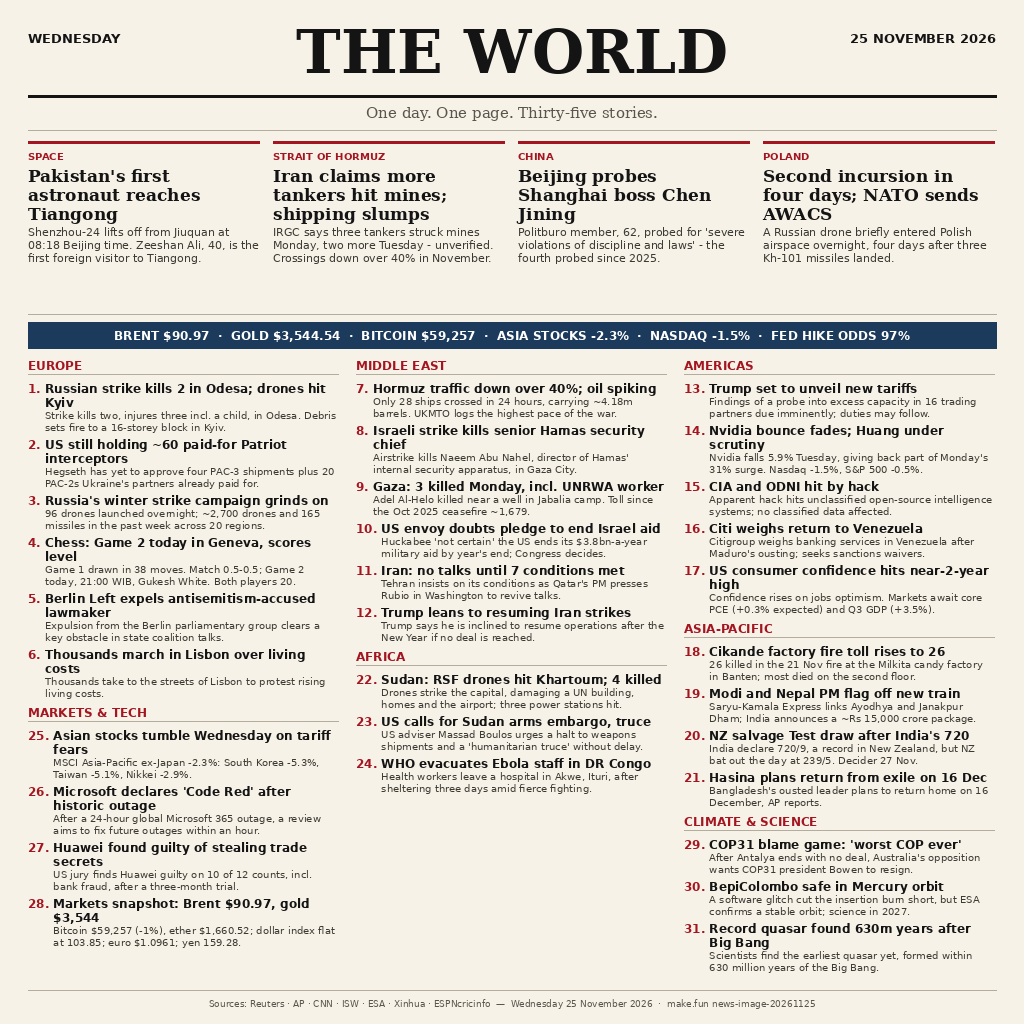 WEDNESDAY
THE WORLD
25 NOVEMBER 2026
One day. One page. Thirty-five stories.
SPACE
Pakistan's first
astronaut reaches
Tiangong
Shenzhou-24 lifts off from Jiuquan at
08:18 Beijing time. Zeeshan Ali, 40, is the
first foreign visitor to Tiangong.
STRAIT OF HORMUZ
Iran claims more
tankers hit mines;
shipping slumps
IRGC says three tankers struck mines
Monday, two more Tuesday - unverified.
Crossings down over 40% in November.
CHINA
Beijing probes
Shanghai boss Chen
Jining
Politburo member, 62, probed for 'severe
violations of discipline and laws' - the
fourth probed since 2025.
POLAND
Second incursion in
four days; NATO sends
AWACS
A Russian drone briefly entered Polish
airspace overnight, four days after three
Kh-101 missiles landed.
BRENT $90.97 · GOLD $3,544.54 · BITCOIN $59,257 · ASIA STOCKS -2.3% · NASDAQ -1.5% · FED HIKE ODDS 97%
EUROPE
1. Russian strike kills 2 in Odesa; drones hit
Kyiv
Strike kills two, injures three incl. a child, in Odesa. Debris
sets fire to a 16-storey block in Kyiv.
2. US still holding ~60 paid-for Patriot
interceptors
Hegseth has yet to approve four PAC-3 shipments plus 20
PAC-2s Ukraine's partners already paid for.
3. Russia's winter strike campaign grinds on
96 drones launched overnight; ~2,700 drones and 165
missiles in the past week across 20 regions.
4. Chess: Game 2 today in Geneva, scores
level
Game 1 drawn in 38 moves. Match 0.5-0.5; Game 2
today, 21:00 WIB, Gukesh White. Both players 20.
5. Berlin Left expels antisemitism-accused
lawmaker
Expulsion from the Berlin parliamentary group clears a
key obstacle in state coalition talks.
6. Thousands march in Lisbon over living
costs
Thousands take to the streets of Lisbon to protest rising
living costs.
MARKETS & TECH
25. Asian stocks tumble Wednesday on tariff
fears
MSCI Asia-Pacific ex-Japan -2.3%: South Korea -5.3%,
Taiwan -5.1%, Nikkei -2.9%.
26. Microsoft declares 'Code Red' after
historic outage
After a 24-hour global Microsoft 365 outage, a review
aims to fix future outages within an hour.
27. Huawei found guilty of stealing trade
secrets
US jury finds Huawei guilty on 10 of 12 counts, incl.
bank fraud, after a three-month trial.
28. Markets snapshot: Brent $90.97, gold
$3,544
Bitcoin $59,257 (-1%), ether $1,660.52; dollar index flat
at 103.85; euro $1.0961; yen 159.28.
MIDDLE EAST
7. Hormuz traffic down over 40%; oil spiking
Only 28 ships crossed in 24 hours, carrying ~4.18m
barrels. UKMTO logs the highest pace of the war.
8. Israeli strike kills senior Hamas security
chief
Airstrike kills Naeem Abu Nahel, director of Hamas'
internal security apparatus, in Gaza City.
9. Gaza: 3 killed Monday, incl. UNRWA worker
Adel Al-Helo killed near a well in Jabalia camp. Toll since
the Oct 2025 ceasefire ~1,679.
10. US envoy doubts pledge to end Israel aid
Huckabee 'not certain' the US ends its $3.8bn-a-year
military aid by year's end; Congress decides.
11. Iran: no talks until 7 conditions met
Tehran insists on its conditions as Qatar's PM presses
Rubio in Washington to revive talks.
12. Trump leans to resuming Iran strikes
Trump says he is inclined to resume operations after the
New Year if no deal is reached.
AFRICA
22. Sudan: RSF drones hit Khartoum; 4 killed
Drones strike the capital, damaging a UN building,
homes and the airport; three power stations hit.
23. US calls for Sudan arms embargo, truce
US adviser Massad Boulos urges a halt to weapons
shipments and a 'humanitarian truce' without delay.
24. WHO evacuates Ebola staff in DR Congo
Health workers leave a hospital in Akwe, Ituri, after
sheltering three days amid fierce fighting.
AMERICAS
13. Trump set to unveil new tariffs
Findings of a probe into excess capacity in 16 trading
partners due imminently; duties may follow.
14. Nvidia bounce fades; Huang under
scrutiny
Nvidia falls 5.9% Tuesday, giving back part of Monday's
31% surge. Nasdaq -1.5%, S&P 500 -0.5%.
15. CIA and ODNI hit by hack
Apparent hack hits unclassified open-source intelligence
systems; no classified data affected.
16. Citi weighs return to Venezuela
Citigroup weighs banking services in Venezuela after
Maduro's ousting; seeks sanctions waivers.
17. US consumer confidence hits near-2-year
high
Confidence rises on jobs optimism. Markets await core
PCE (+0.3% expected) and Q3 GDP (+3.5%).
ASIA-PACIFIC
18. Cikande factory fire toll rises to 26
26 killed in the 21 Nov fire at the Milkita candy factory
in Banten; most died on the second floor.
19. Modi and Nepal PM flag off new train
Saryu-Kamala Express links Ayodhya and Janakpur
Dham; India announces a ~Rs 15,000 crore package.
20. NZ salvage Test draw after India's 720
India declare 720/9, a record in New Zealand, but NZ
bat out the day at 239/5. Decider 27 Nov.
21. Hasina plans return from exile on 16 Dec
Bangladesh's ousted leader plans to return home on 16
December, AP reports.
CLIMATE & SCIENCE
29. COP31 blame game: 'worst COP ever'
After Antalya ends with no deal, Australia's opposition
wants COP31 president Bowen to resign.
30. BepiColombo safe in Mercury orbit
A software glitch cut the insertion burn short, but ESA
confirms a stable orbit; science in 2027.
31. Record quasar found 630m years after
Big Bang
Scientists find the earliest quasar yet, formed within
630 million years of the Big Bang.
Sources: Reuters · AP · CNN · ISW · ESA · Xinhua · ESPNcricinfo — Wednesday 25 November 2026 · make.fun news-image-20261125